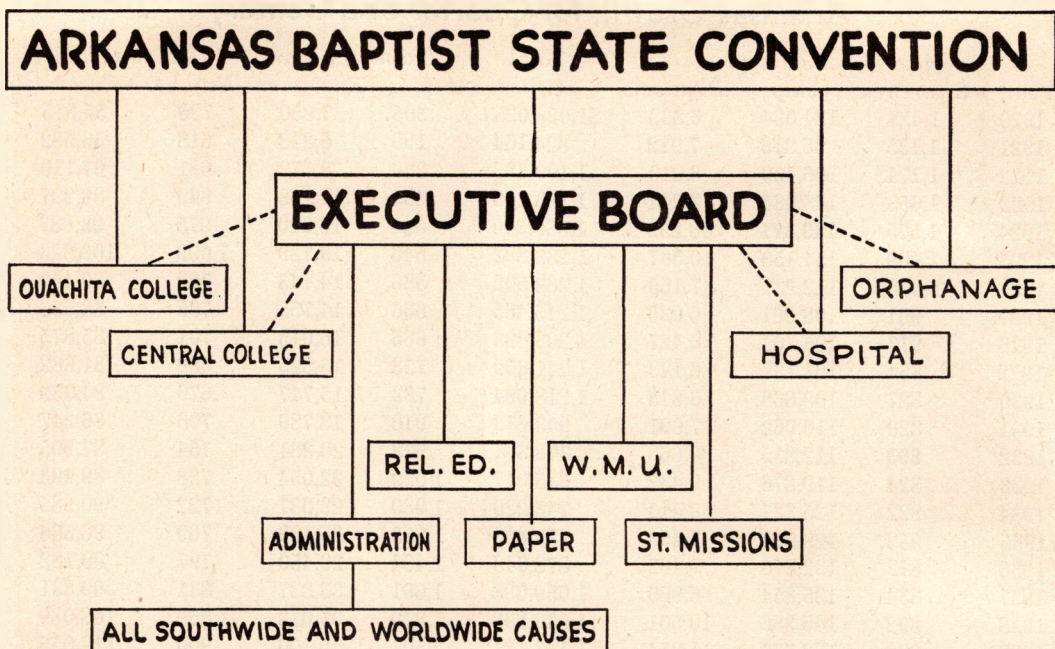 ARKANSAS BAPTIST STATE CONVENTION
EXECUTIVE BOARD
OUACHITA COLLEGE
ORPHANAGE
CENTRAL COLLEGE
HOSPITAL
REL. ED.
W.M.U.
ADMINISTRATION
PAPER
ST. MISSIONS
ALL SOUTHWIDE AND WORLDWIDE CAUSES